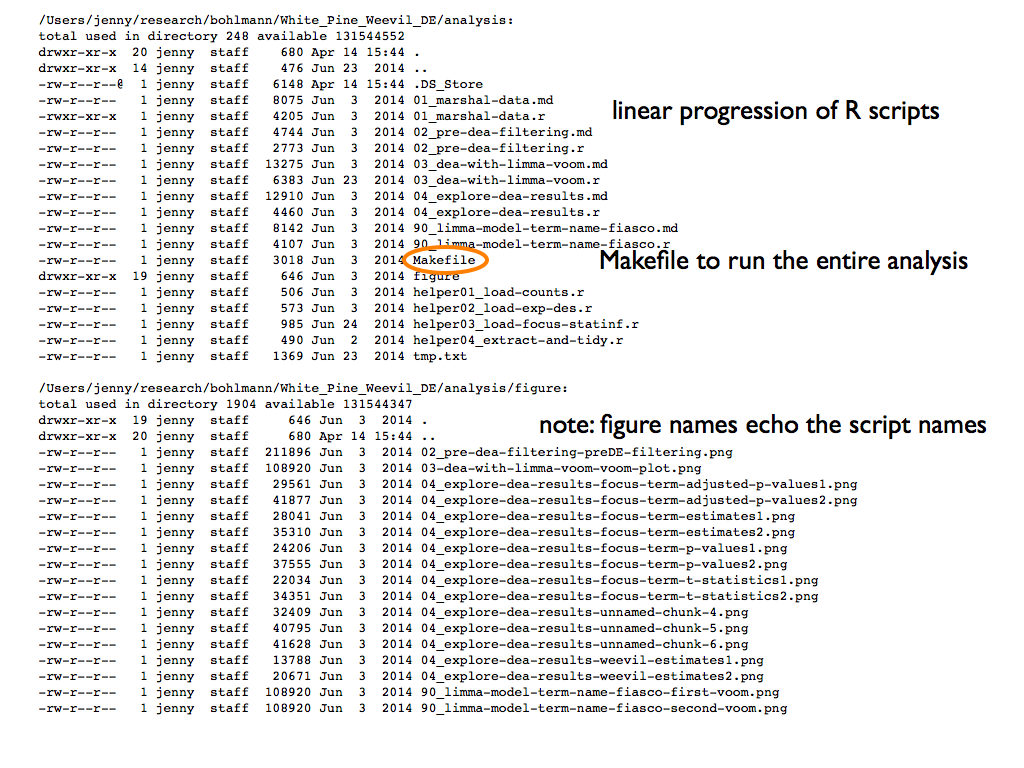 /Users/jenny/research/bohlmann/White_Pine_Weevil_DE/analysis:
total used in directory 248 available 131544552
drwxr-xr-x  20 jenny  staff    680 Apr 14 15:44 .
drwxr-xr-x  14 jenny  staff    476 Jun 23  2014 ..
-rw-r--r--@  1 jenny  staff   6148 Apr 14 15:44 .DS_Store
-rw-r--r--   1 jenny  staff   8075 Jun  3  2014 01_marshal-data.md
linear progression of R scripts
-rwxr-xr-x   1 jenny  staff   4205 Jun  3  2014 01_marshal-data.r
-rw-r--r--   1 jenny  staff   4744 Jun  3  2014 02_pre-dea-filtering.md
-rw-r--r--   1 jenny  staff   2773 Jun  3  2014 02_pre-dea-filtering.r
-rw-r--r--   1 jenny  staff  13275 Jun  3  2014 03_dea-with-limma-voom.md
-rw-r--r--   1 jenny  staff   6383 Jun 23  2014 03_dea-with-limma-voom.r
-rw-r--r--   1 jenny  staff  12910 Jun  3  2014 04_explore-dea-results.md
-rw-r--r--   1 jenny  staff   4460 Jun  3  2014 04_explore-dea-results.r
-rw-r--r--   1 jenny  staff   8142 Jun  3  2014 90_limma-model-term-name-fiasco.md
-rw-r--r--   1 jenny  staff   4107 Jun  3  2014 90_limma-model-term-name-fiasco.r
-rw-r--r--   1 jenny  staff   3018 Jun  3  2014 Makefile
Makefile to run the entire analysis
drwxr-xr-x  19 jenny  staff    646 Jun  3  2014 figure
-rw-r--r--   1 jenny  staff    506 Jun  3  2014 helper01_load-counts.r
-rw-r--r--   1 jenny  staff    573 Jun  3  2014 helper02_load-exp-des.r
-rw-r--r--   1 jenny  staff    985 Jun 24  2014 helper03_load-focus-statinf.r
-rw-r--r--   1 jenny  staff    490 Jun  2  2014 helper04_extract-and-tidy.r
-rw-r--r--   1 jenny  staff   1369 Jun 23  2014 tmp.txt
/Users/jenny/research/bohlmann/White_Pine_Weevil_DE/analysis/figure:
total used in directory 1904 available 131544347
drwxr-xr-x  19 jenny  staff     646 Jun  3  2014 .
note: figure names echo the script names
drwxr-xr-x  20 jenny  staff     680 Apr 14 15:44 ..
-rw-r--r--   1 jenny  staff  211896 Jun  3  2014 02_pre-dea-filtering-preDE-filtering.png
-rw-r--r--   1 jenny  staff  108920 Jun  3  2014 03-dea-with-limma-voom-voom-plot.png
-rw-r--r--   1 jenny  staff   29561 Jun  3  2014 04_explore-dea-results-focus-term-adjusted-p-values1.png
-rw-r--r--   1 jenny  staff   41877 Jun  3  2014 04_explore-dea-results-focus-term-adjusted-p-values2.png
-rw-r--r--   1 jenny  staff   28041 Jun  3  2014 04_explore-dea-results-focus-term-estimates1.png
-rw-r--r--   1 jenny  staff   35310 Jun  3  2014 04_explore-dea-results-focus-term-estimates2.png
-rw-r--r--   1 jenny  staff   24206 Jun  3  2014 04_explore-dea-results-focus-term-p-values1.png
-rw-r--r--   1 jenny  staff   37555 Jun  3  2014 04_explore-dea-results-focus-term-p-values2.png
-rw-r--r--   1 jenny  staff   22034 Jun  3  2014 04_explore-dea-results-focus-term-t-statistics1.png
-rw-r--r--   1 jenny  staff   34351 Jun  3  2014 04_explore-dea-results-focus-term-t-statistics2.png
-rw-r--r--   1 jenny  staff   32409 Jun  3  2014 04_explore-dea-results-unnamed-chunk-4.png
-rw-r--r--   1 jenny  staff   40795 Jun  3  2014 04_explore-dea-results-unnamed-chunk-5.png
-rw-r--r--   1 jenny  staff   41628 Jun  3  2014 04_explore-dea-results-unnamed-chunk-6.png
-rw-r--r--   1 jenny  staff   13788 Jun  3  2014 04_explore-dea-results-weevil-estimates1.png
-rw-r--r--   1 jenny  staff   20671 Jun  3  2014 04_explore-dea-results-weevil-estimates2.png
-rw-r--r--   1 jenny  staff  108920 Jun  3  2014 90_limma-model-term-name-fiasco-first-voom.png
-rw-r--r--   1 jenny  staff  108920 Jun  3  2014 90_limma-model-term-name-fiasco-second-voom.png